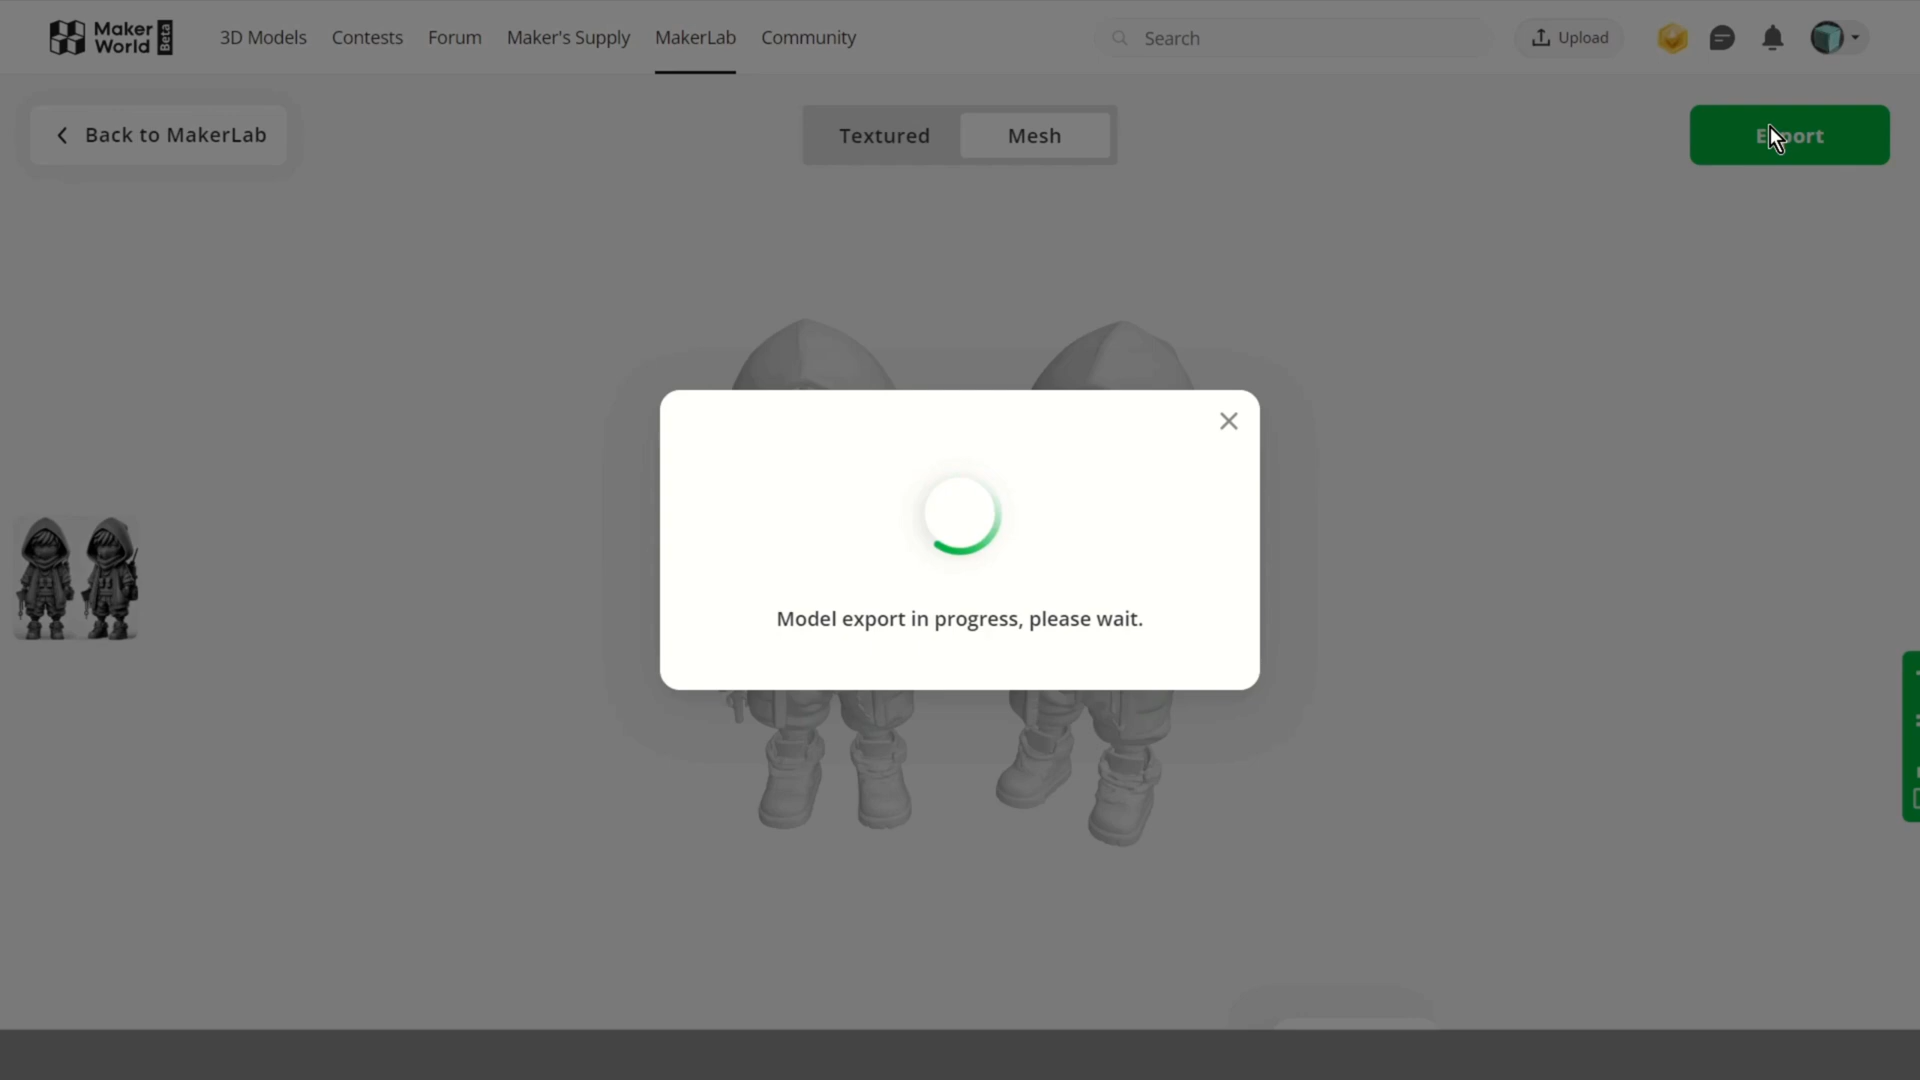 Maker
World
Beta
3D Models
Contests
Forum
Maker's Supply
MakerLab
Community
Search
Upload
Back to MakerLab
Textured
Mesh
Export
Model export in progress, please wait.